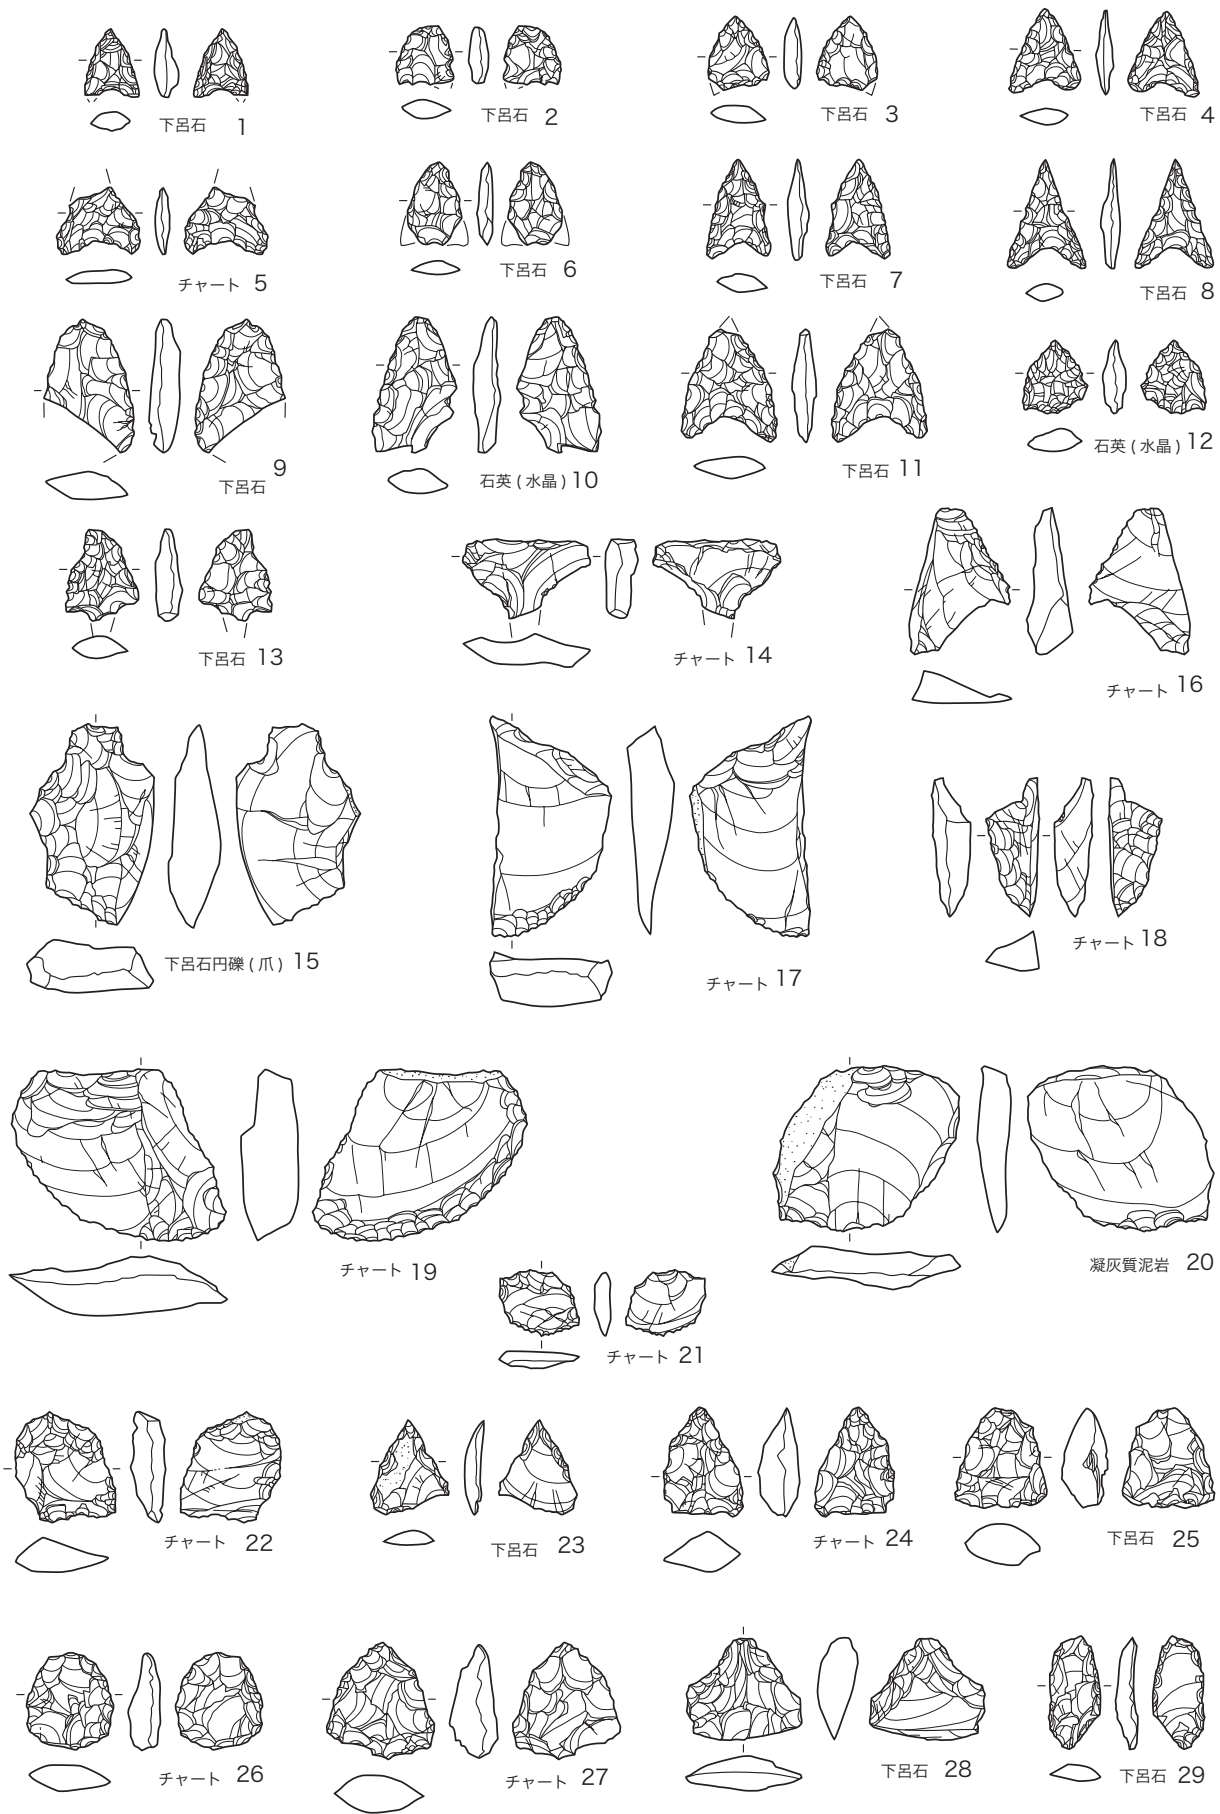 下呂石 1
下呂石 2
下呂石 3
下呂石 4
チャート 5
下呂石 6
下呂石 7
下呂石 8
下呂石 9
石英(水晶) 10
下呂石 11
石英(水晶) 12
下呂石 13
チャート 14
チャート 16
下呂石円礫(爪) 15
チャート 17
チャート 18
チャート 19
凝灰質泥岩 20
チャート 21
チャート 22
下呂石 23
チャート 24
下呂石 25
チャート 26
チャート 27
下呂石 28
下呂石 29